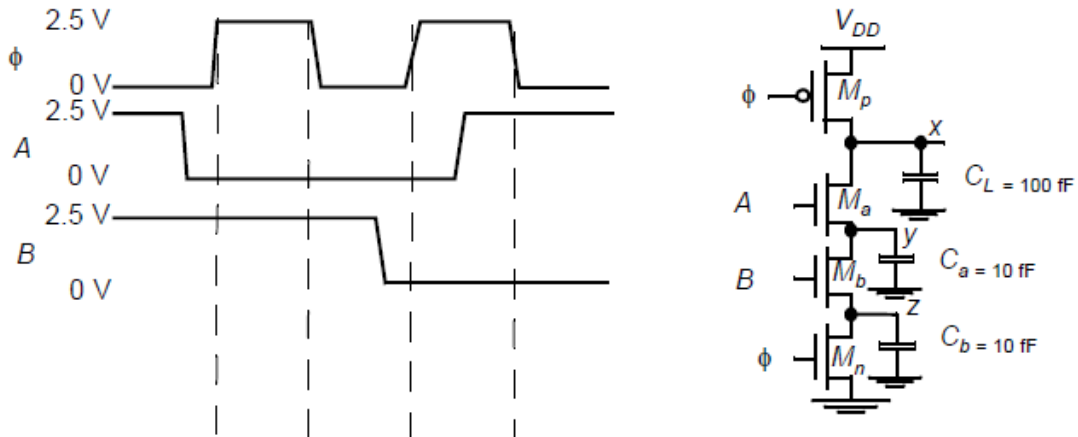 2.5 V
ϕ
0 V
2.5 V
A
0 V
2.5 V
B
0 V
V_DD
ϕ
M_p
x
C_L = 100 fF
A
M_a
y
C_a = 10 fF
B
M_b
z
C_b = 10 fF
ϕ
M_n